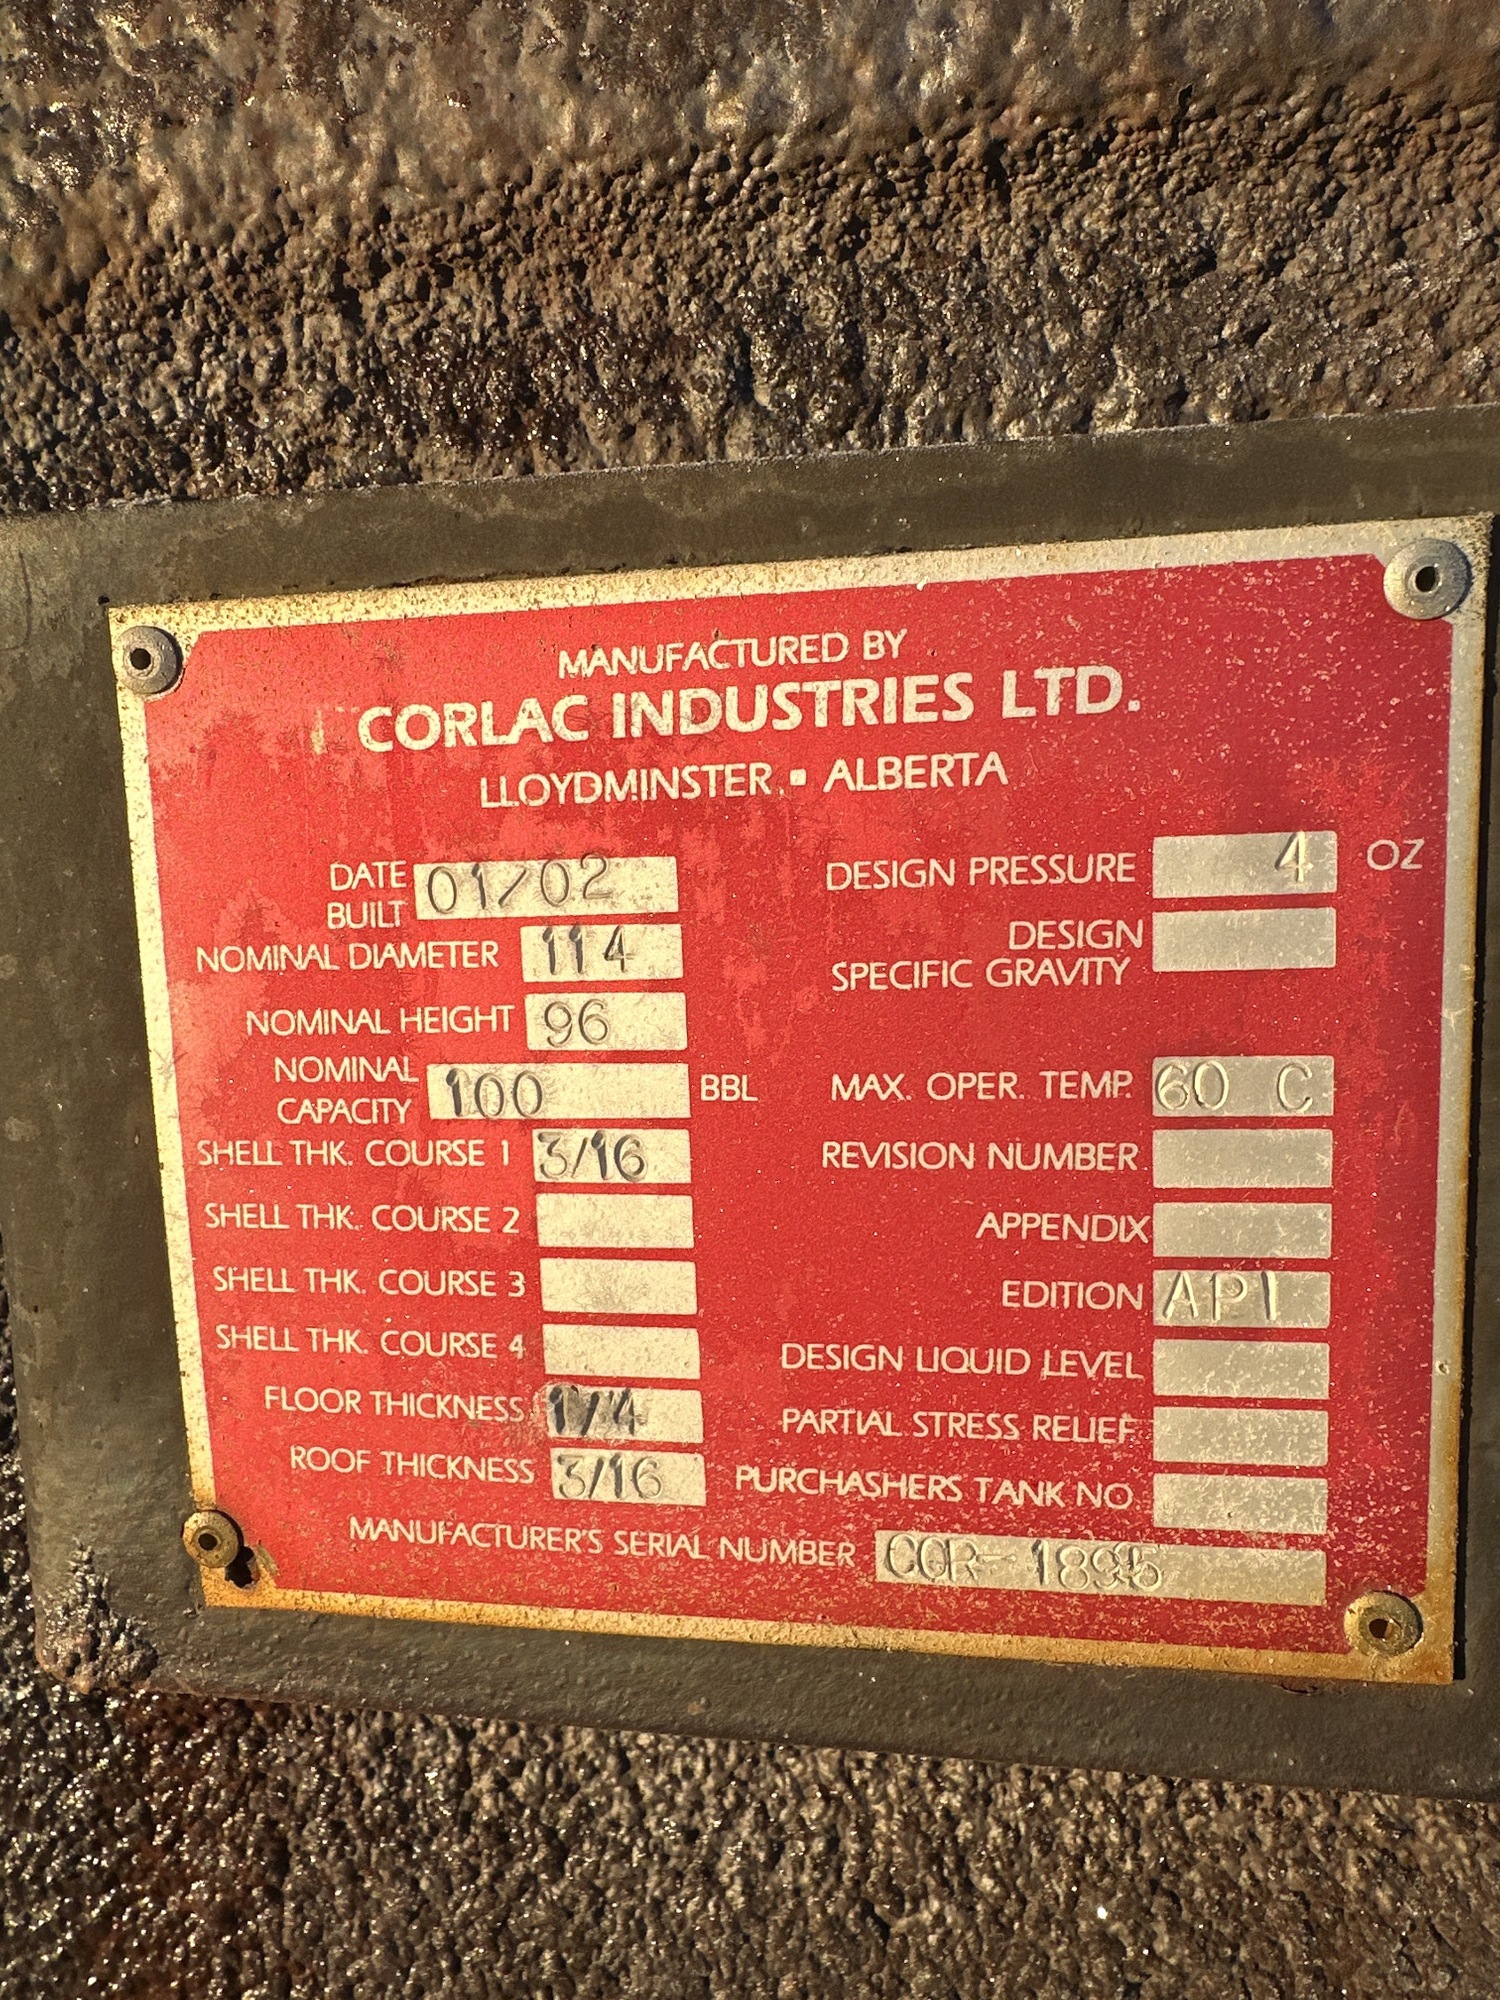 MANUFACTURED BY
CORLAC INDUSTRIES LTD.
LLOYDMINSTER ▪ ALBERTA
DATE BUILT 01/02
NOMINAL DIAMETER 114
NOMINAL HEIGHT 96
NOMINAL CAPACITY 100 BBL
SHELL THK. COURSE 1 3/16
SHELL THK. COURSE 2
SHELL THK. COURSE 3
SHELL THK. COURSE 4
FLOOR THICKNESS 1/4
ROOF THICKNESS 3/16
DESIGN PRESSURE 4 OZ
DESIGN SPECIFIC GRAVITY
MAX. OPER. TEMP. 60 C
REVISION NUMBER
APPENDIX
EDITION API
DESIGN LIQUID LEVEL
PARTIAL STRESS RELIEF
PURCHASHERS TANK NO.
MANUFACTURER'S SERIAL NUMBER